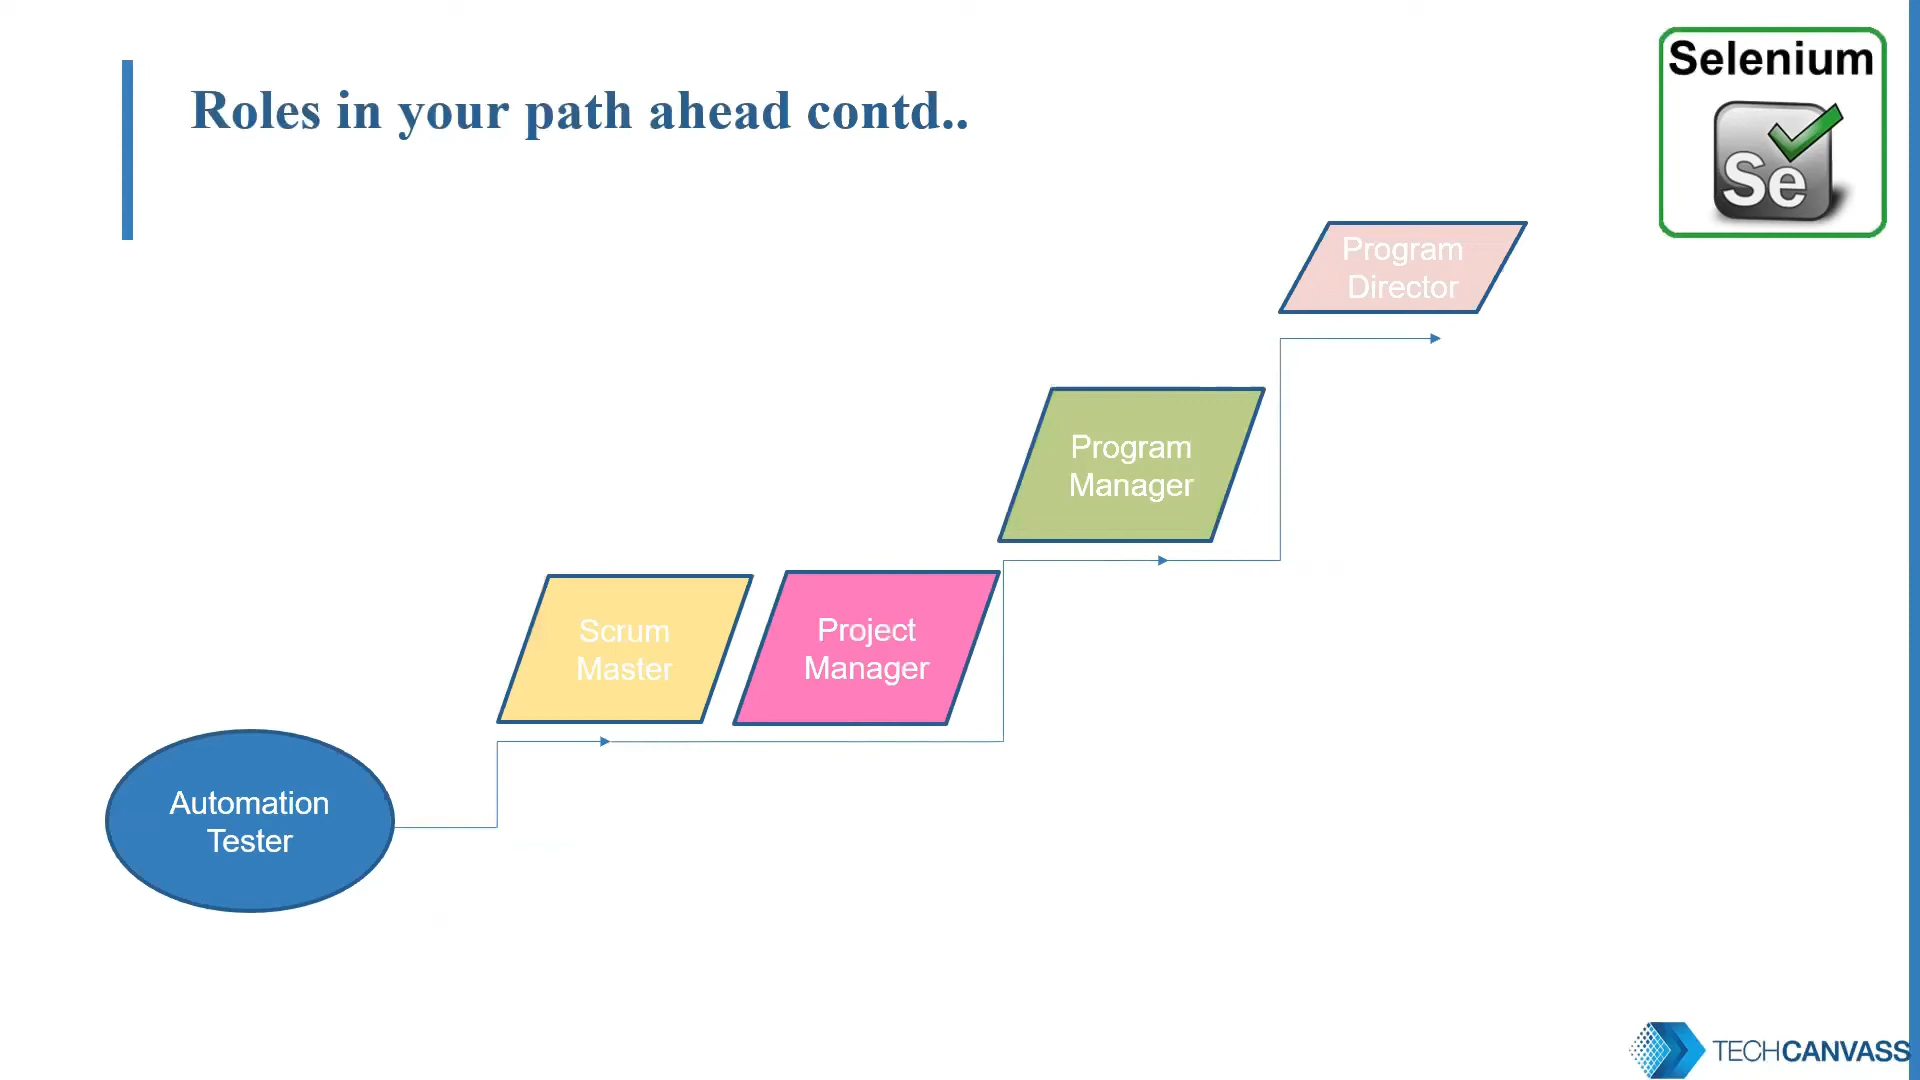 Roles in your path ahead contd..
Selenium
Se
Program
Director
Program
Manager
Scrum
Master
Project
Manager
Automation
Tester
TECHCANVASS